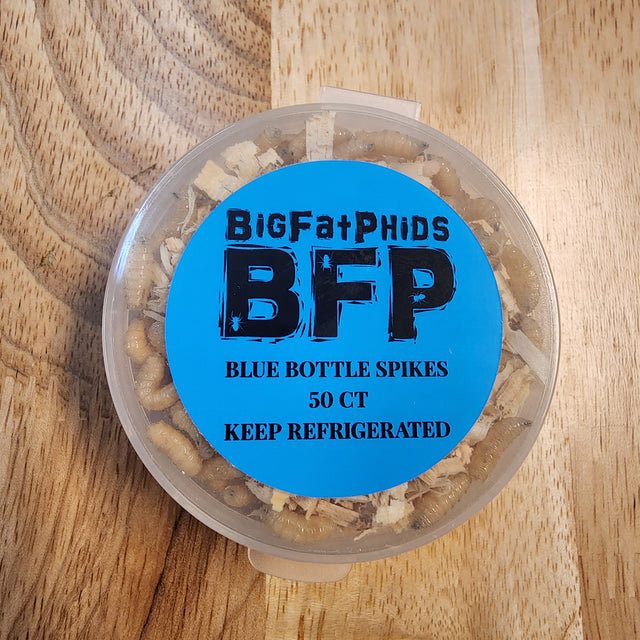 BiGFatPHiDS
BFP
BLUE BOTTLE SPIKES
50 CT
KEEP REFRIGERATED